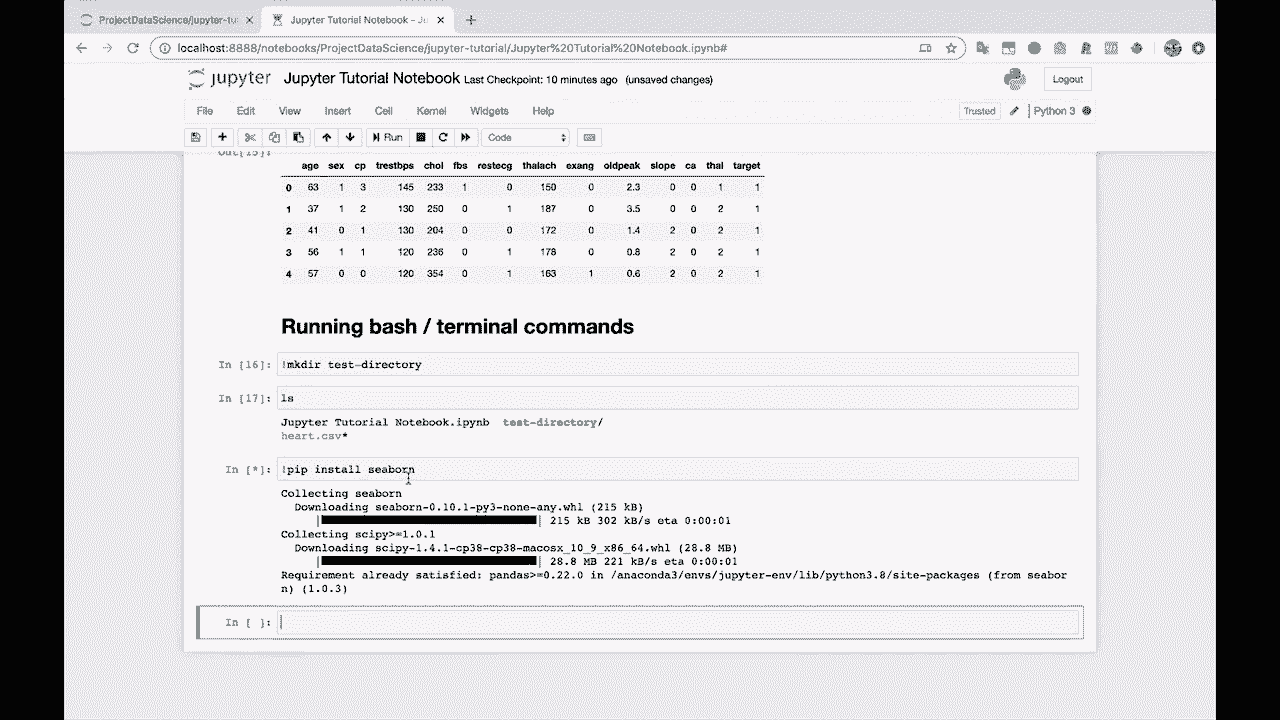 ProjectDataScience/jupyter-tu
Jupyter Tutorial Notebook - Ju
localhost:8888/notebooks/ProjectDataScience/jupyter-tutorial/Jupyter%20Tutorial%20Notebook.ipynb#
jupyter Jupyter Tutorial Notebook Last Checkpoint: 10 minutes ago (unsaved changes)
Logout
File Edit View Insert Cell Kernel Widgets Help Trusted Python 3
Run Code
Out[15]:
age sex cp trestbps chol fbs restecg thalach exang oldpeak slope ca thal target
0 63 1 3 145 233 1 0 150 0 2.3 0 0 1 1
1 37 1 2 130 250 0 1 187 0 3.5 0 0 2 1
2 41 0 1 130 204 0 0 172 0 1.4 2 0 2 1
3 56 1 1 120 236 0 1 178 0 0.8 2 0 2 1
4 57 0 0 120 354 0 1 163 1 0.6 2 0 2 1
Running bash / terminal commands
In [16]: !mkdir test-directory
In [17]: ls
Jupyter Tutorial Notebook.ipynb test-directory/
heart.csv*
In [*]: !pip install seaborn
Collecting seaborn
Downloading seaborn-0.10.1-py3-none-any.whl (215 kB)
| | 215 kB 302 kB/s eta 0:00:01
Collecting scipy>=1.0.1
Downloading scipy-1.4.1-cp38-cp38-macosx_10_9_x86_64.whl (28.8 MB)
| | 28.8 MB 221 kB/s eta 0:00:01
Requirement already satisfied: pandas>=0.22.0 in /anaconda3/envs/jupyter-env/lib/python3.8/site-packages (from seabor
n) (1.0.3)
In [ ]: